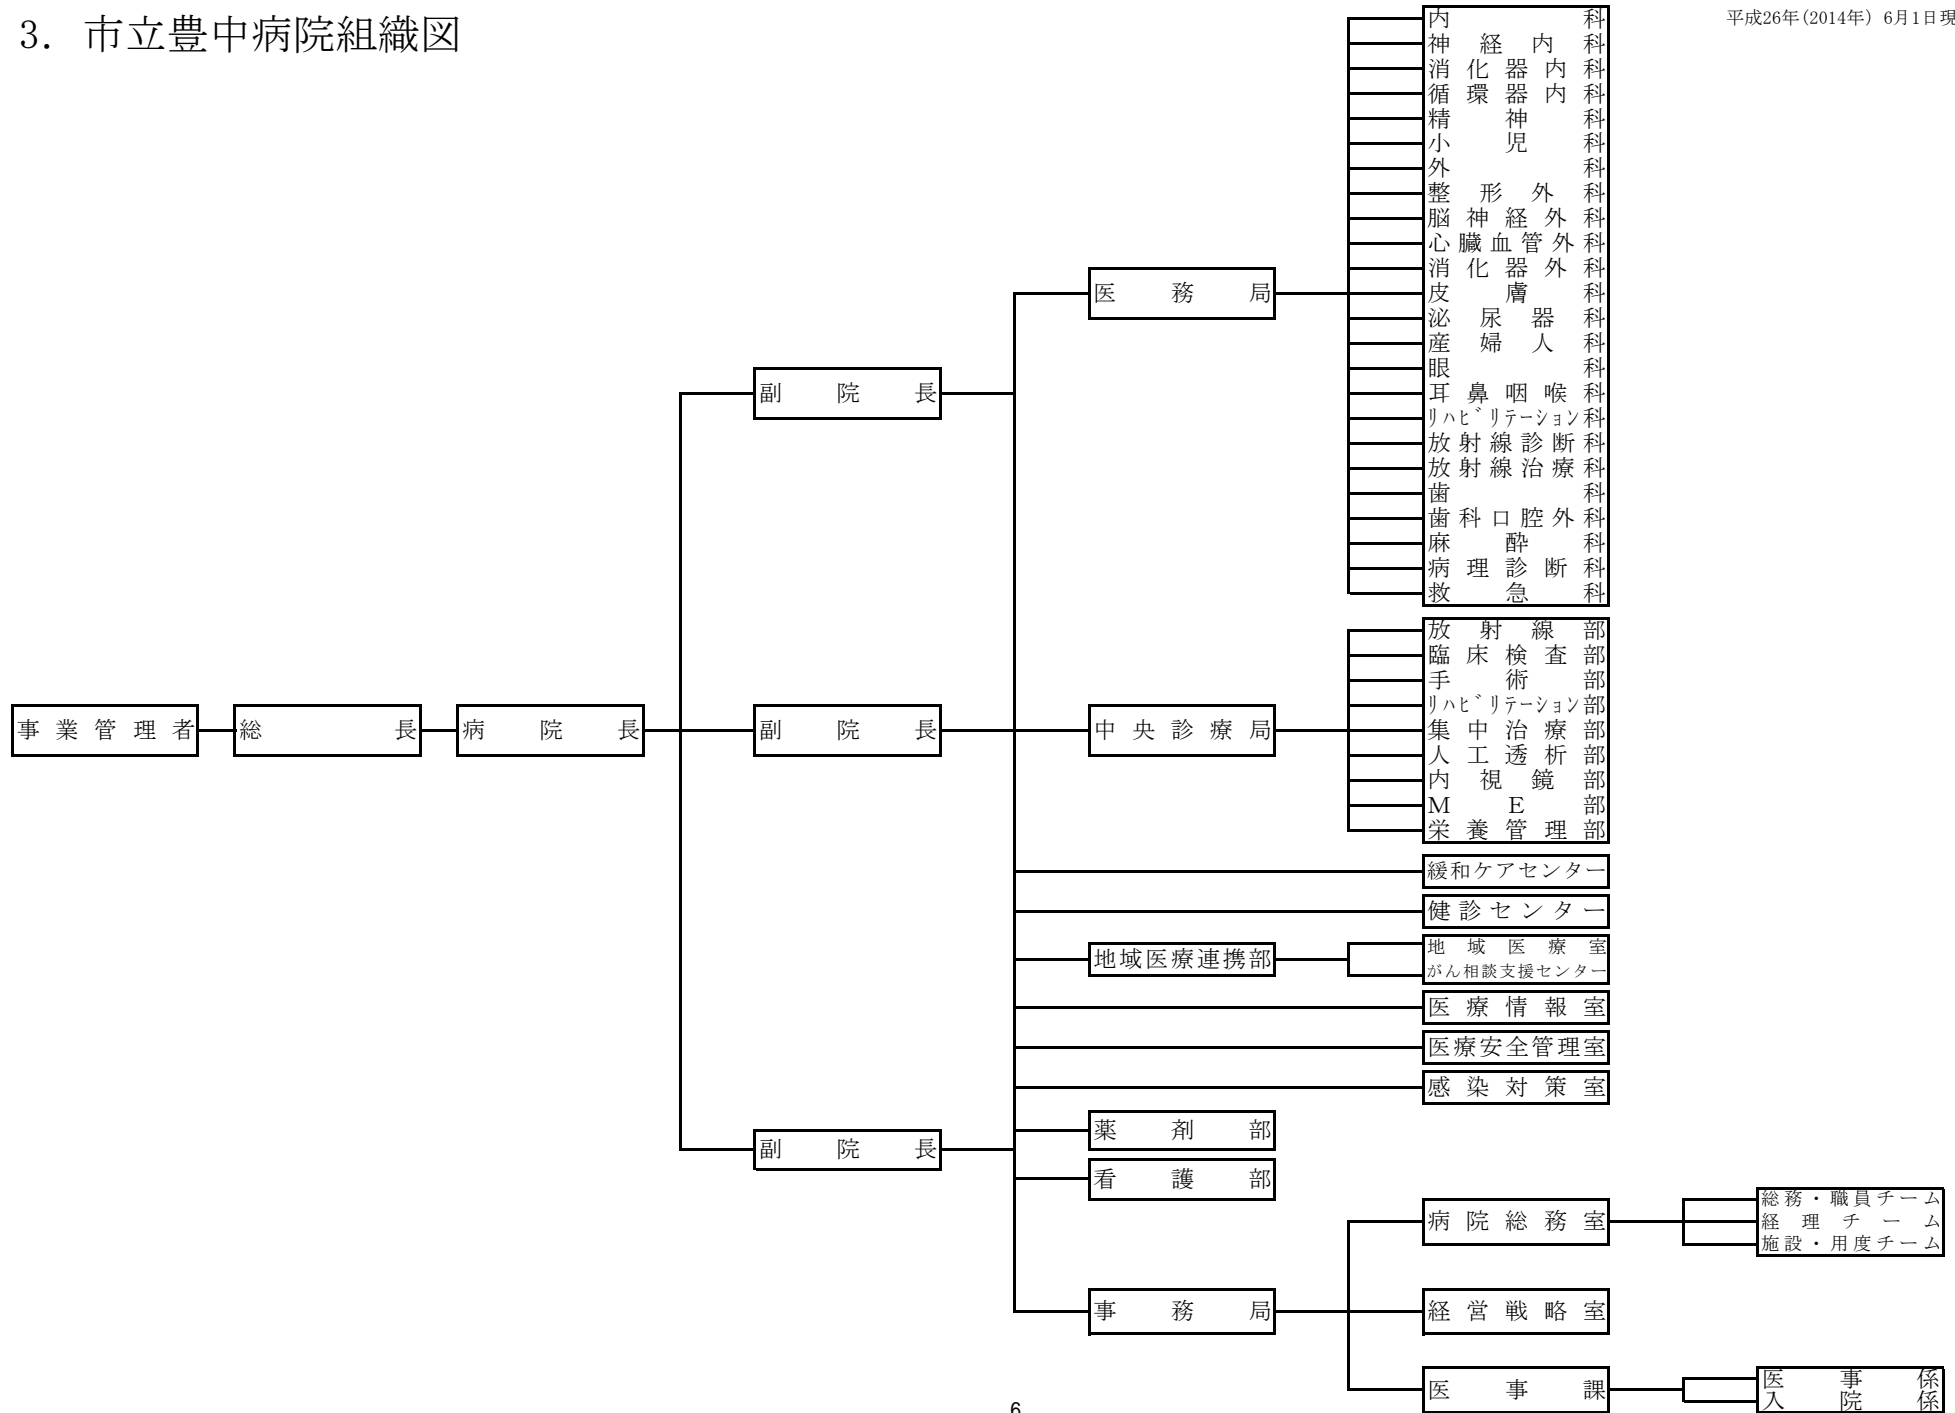 3. 市立豊中病院組織図
平成26年(2014年) 6月1日現
内科
神経内科
消化器内科
循環器内科
精神科
小児科
外科
整形外科
脳神経外科
心臓血管外科
消化器外科
皮膚科
泌尿器科
産婦人科
眼科
耳鼻咽喉科
リハビリテーション科
放射線診断科
放射線治療科
歯科
歯科口腔外科
麻酔科
病理診断科
救急科
医務局
副院長
放射線部
臨床検査部
手術部
リハビリテーション部
集中治療部
人工透析部
内視鏡部
ME部
栄養管理部
事業管理者
総長
病院長
副院長
中央診療局
緩和ケアセンター
健診センター
地域医療連携部
地域医療室
がん相談支援センター
医療情報室
医療安全管理室
感染対策室
薬剤部
副院長
看護部
病院総務室
総務・職員チーム
経理チーム
施設・用度チーム
事務局
経営戦略室
医事課
医事係
入院係
6